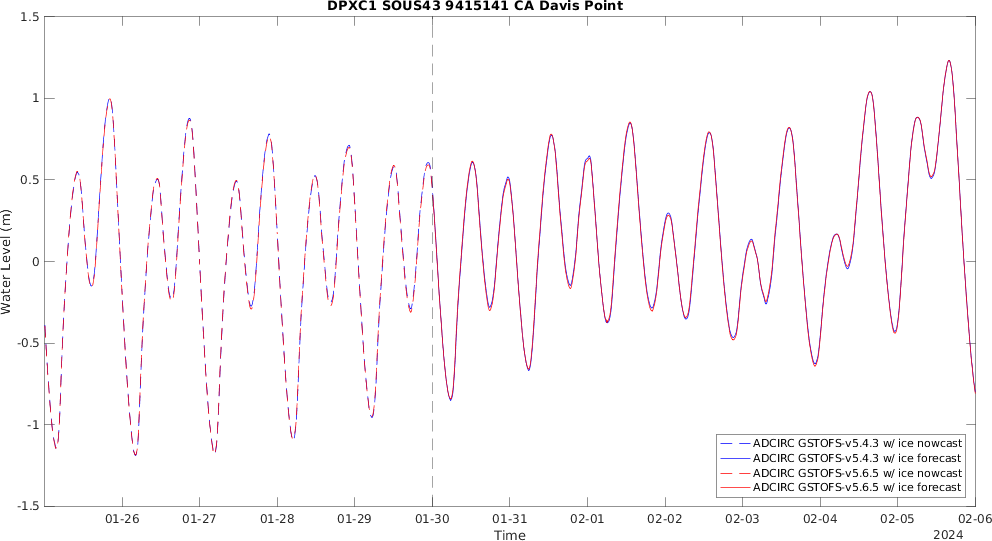 DPXC1 SOUS43 9415141 CA Davis Point
1.5
1
0.5
0
-0.5
-1
-1.5
Water Level (m)
01-26 01-27 01-28 01-29 01-30 01-31 02-01 02-02 02-03 02-04 02-05 02-06
Time
2024
ADCIRC GSTOFS-v5.4.3 w/ ice nowcast
ADCIRC GSTOFS-v5.4.3 w/ ice forecast
ADCIRC GSTOFS-v5.6.5 w/ ice nowcast
ADCIRC GSTOFS-v5.6.5 w/ ice forecast